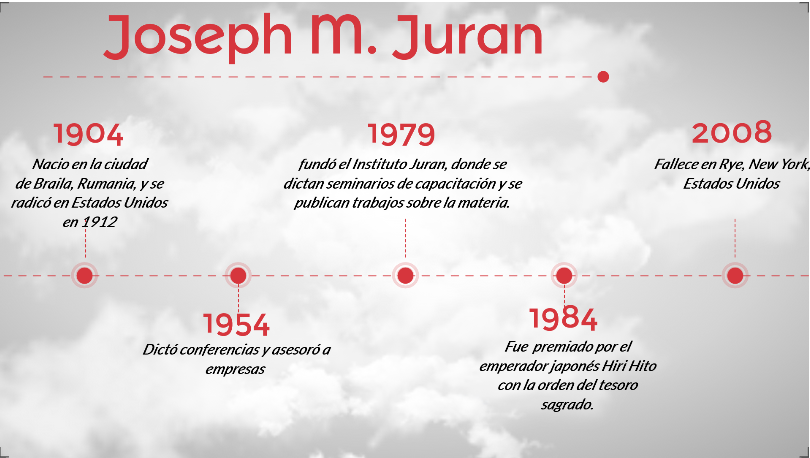 Joseph M. Juran
1904
Nacio en la ciudad
de Braila, Rumania, y se
radicó en Estados Unidos
en 1912
1979
fundó el Instituto Juran, donde se
dictan seminarios de capacitación y se
publican trabajos sobre la materia.
2008
Fallece en Rye, New York,
Estados Unidos
1954
Dictó conferencias y asesoró a
empresas
1984
Fue premiado por el
emperador japonés Hiri Hito
con la orden del tesoro
sagrado.